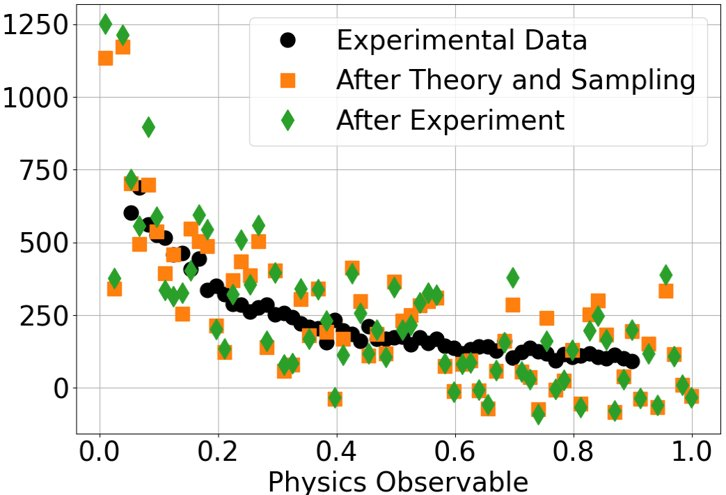 1250
1000
750
500
250
0
Experimental Data
After Theory and Sampling
After Experiment
0.0 0.2 0.4 0.6 0.8 1.0
Physics Observable